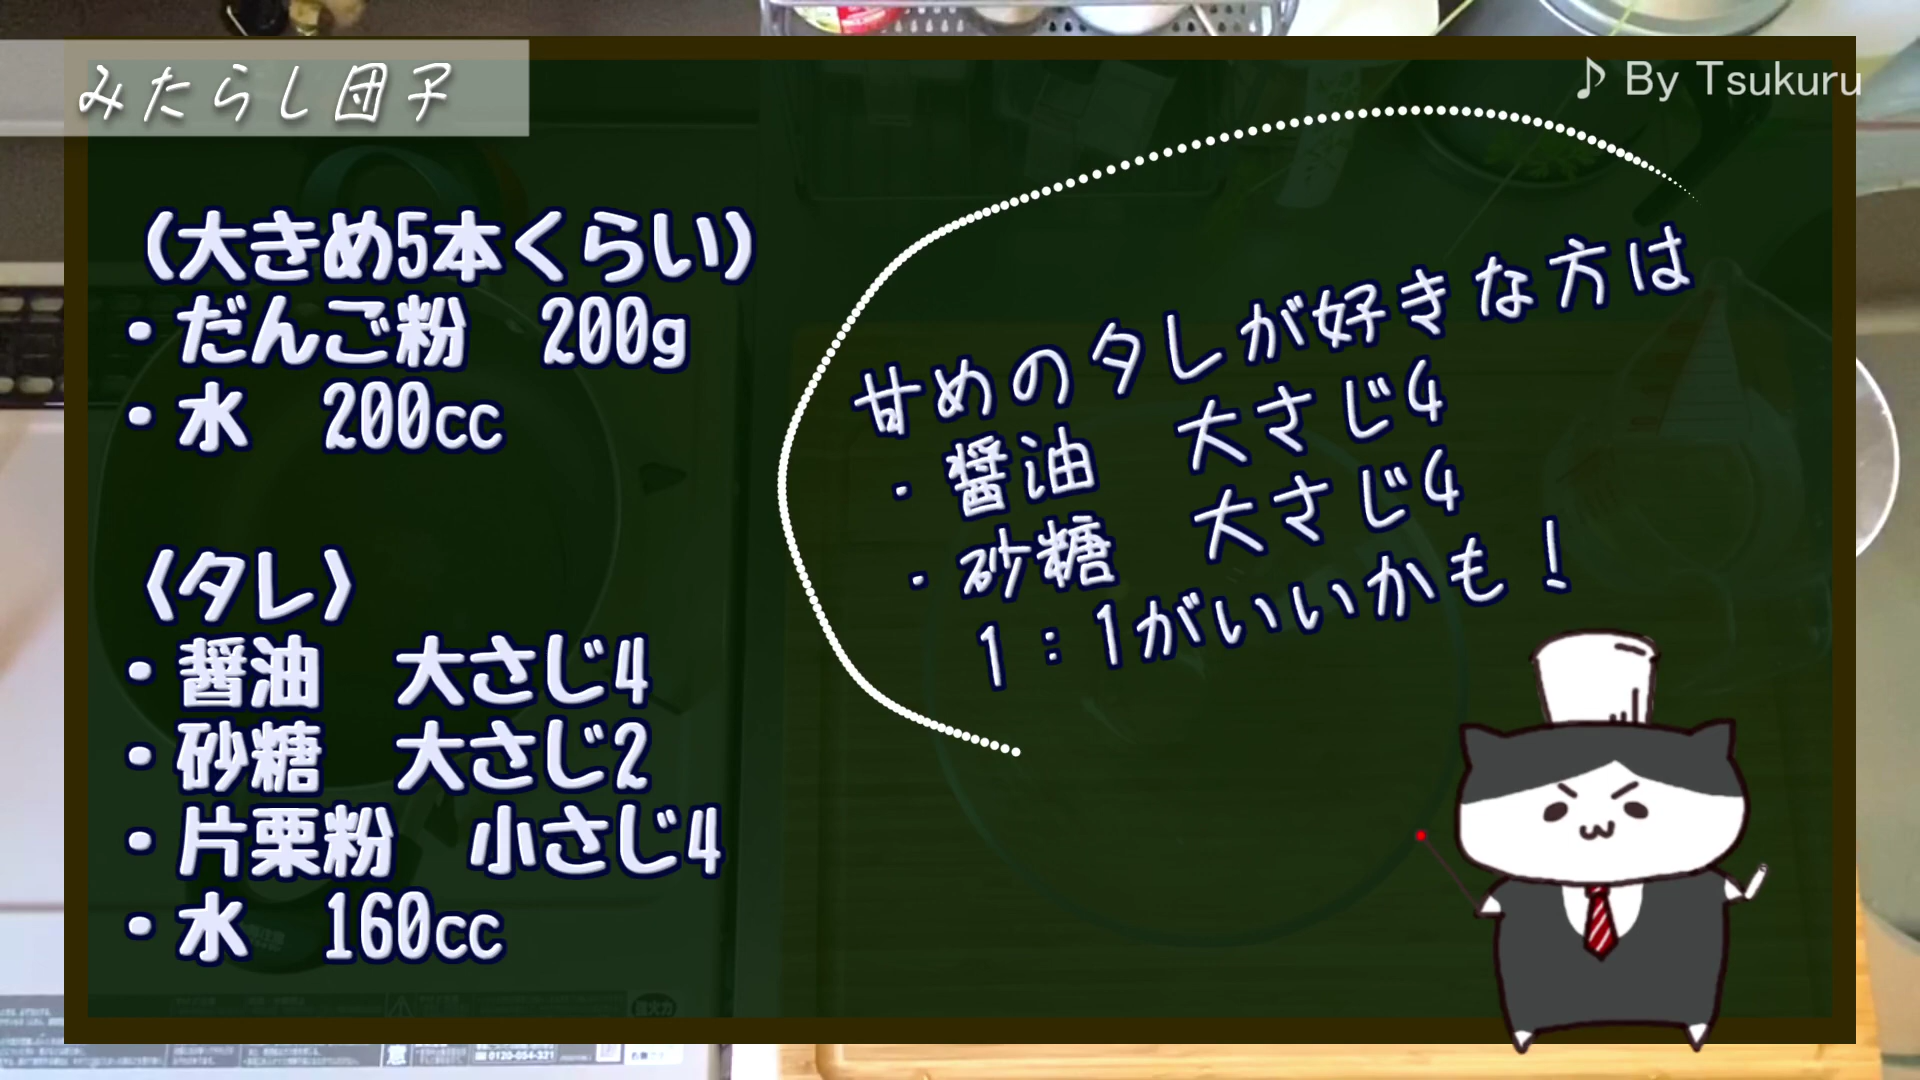 みたらし団子
♪ By Tsukuru
（大きめ5本くらい）
・だんご粉　200g
・水　200cc
〈タレ〉
・醤油　大さじ4
・砂糖　大さじ2
・片栗粉　小さじ4
・水　160cc
甘めのタレが好きな方は
・醤油　大さじ4
・砂糖　大さじ4
1：1がいいかも！
0120-054-321